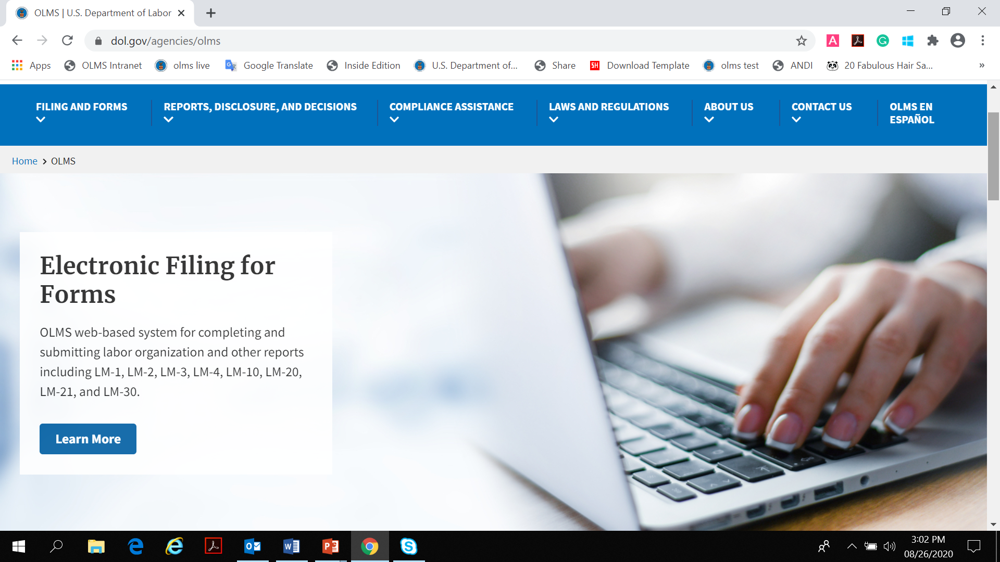 OLMS | U.S. Department of Labor
dol.gov/agencies/olms
Apps OLMS Intranet olms live Google Translate Inside Edition U.S. Department of... Share Download Template olms test ANDI 20 Fabulous Hair Sa... »
FILING AND FORMS REPORTS, DISCLOSURE, AND DECISIONS COMPLIANCE ASSISTANCE LAWS AND REGULATIONS ABOUT US CONTACT US OLMS EN
ESPAÑOL
Home > OLMS
Electronic Filing for
Forms
OLMS web-based system for completing and
submitting labor organization and other reports
including LM-1, LM-2, LM-3, LM-4, LM-10, LM-20,
LM-21, and LM-30.
Learn More
3:02 PM
08/26/2020